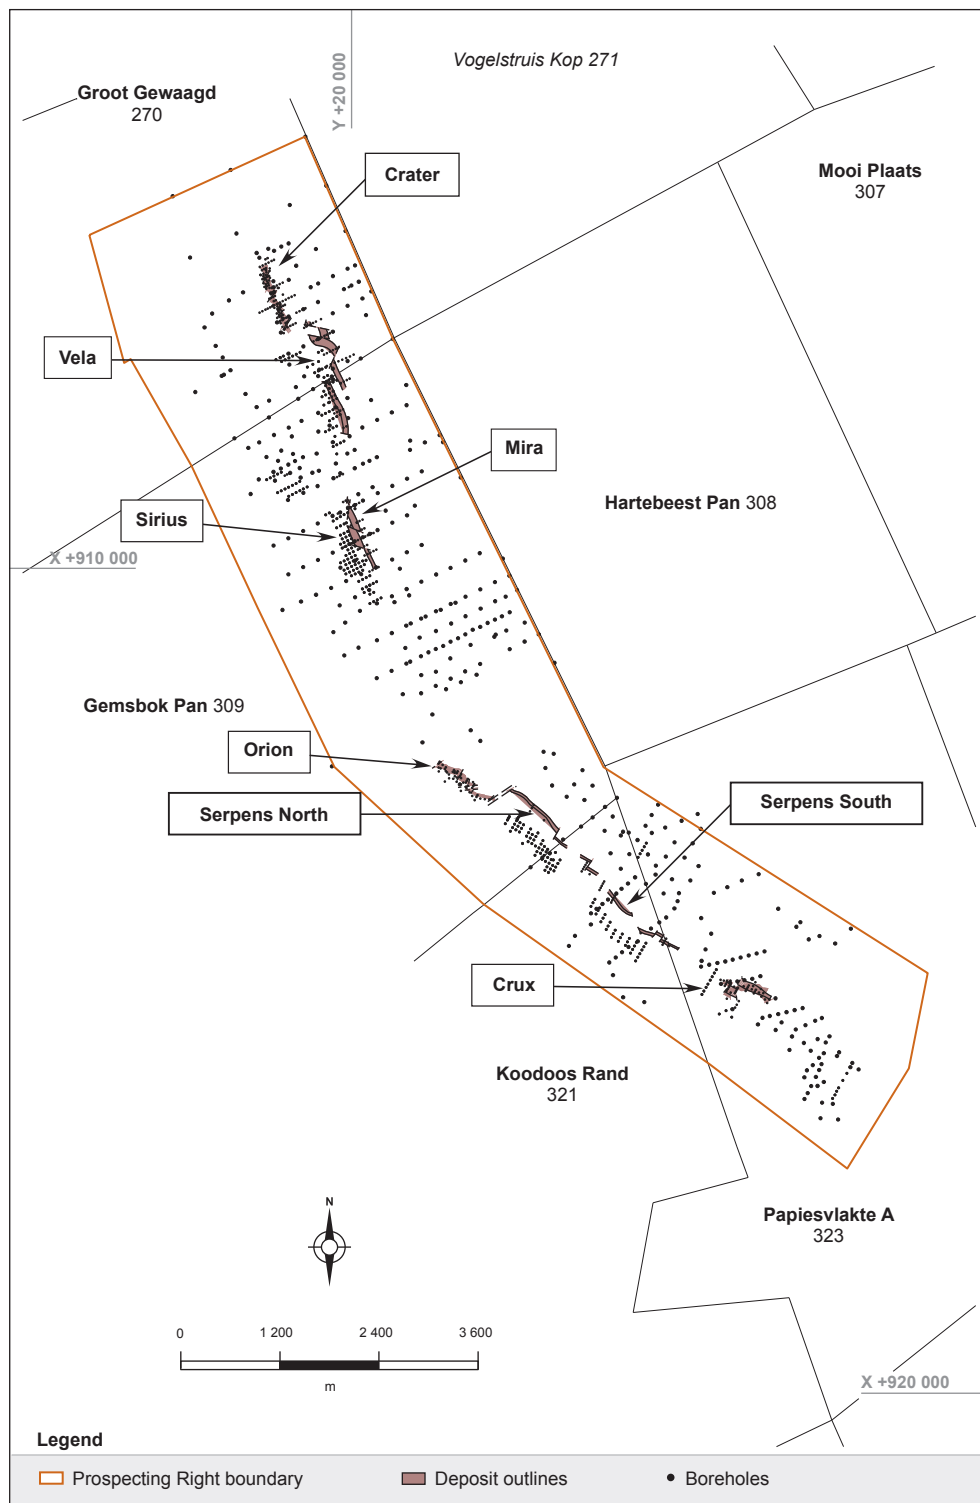 Vogelstruis Kop 271
Y +20 000
Groot Gewaagd
270
Crater
Mooi Plaats
307
Vela
Mira
Hartebeest Pan 308
Sirius
X +910 000
Gemsbok Pan 309
Orion
Serpens North
Serpens South
Crux
Koodoos Rand
321
Papiesvlakte A
323
N
0 1 200 2 400 3 600
m
X +920 000
Legend
Prospecting Right boundary Deposit outlines Boreholes